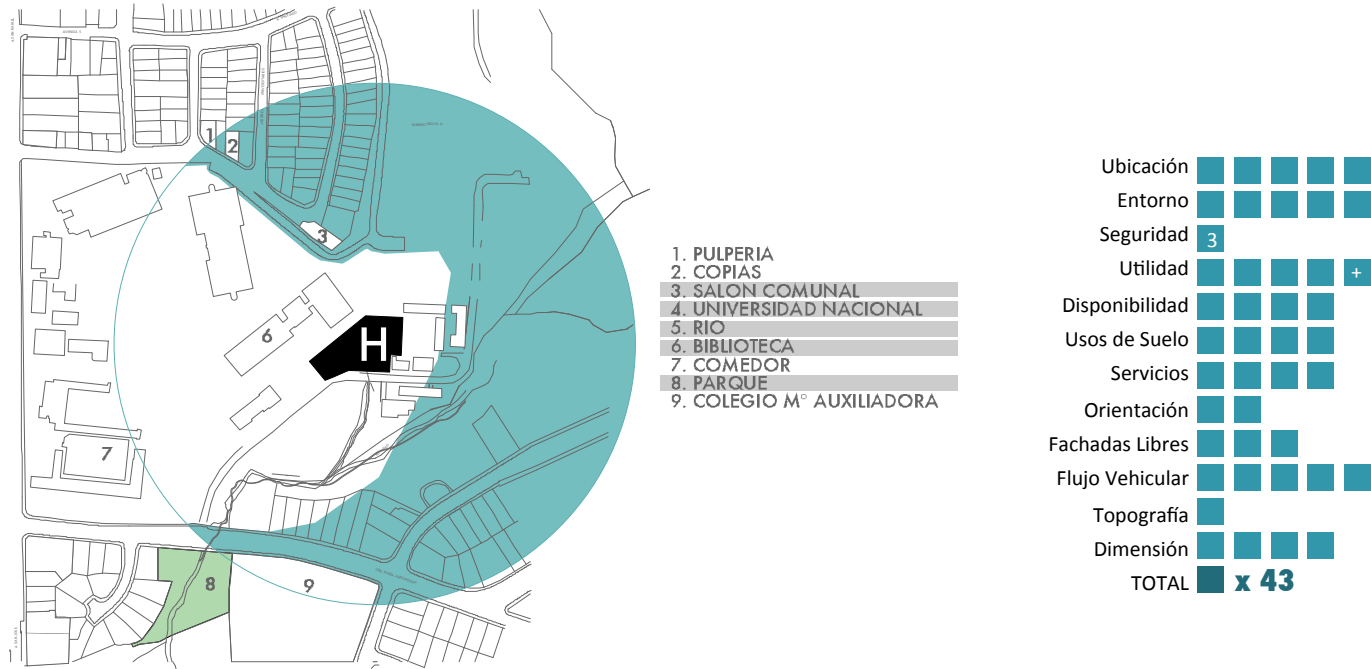 AVENIDA 0
1
2
3
6
H
7
8
9
1. PULPERIA
2. COPIAS
3. SALON COMUNAL
4. UNIVERSIDAD NACIONAL
5. RIO
6. BIBLIOTECA
7. COMEDOR
8. PARQUE
9. COLEGIO Mº AUXILIADORA
Ubicación
Entorno
Seguridad 3
Utilidad +
Disponibilidad
Usos de Suelo
Servicios
Orientación
Fachadas Libres
Flujo Vehicular
Topografía
Dimensión
TOTAL x 43